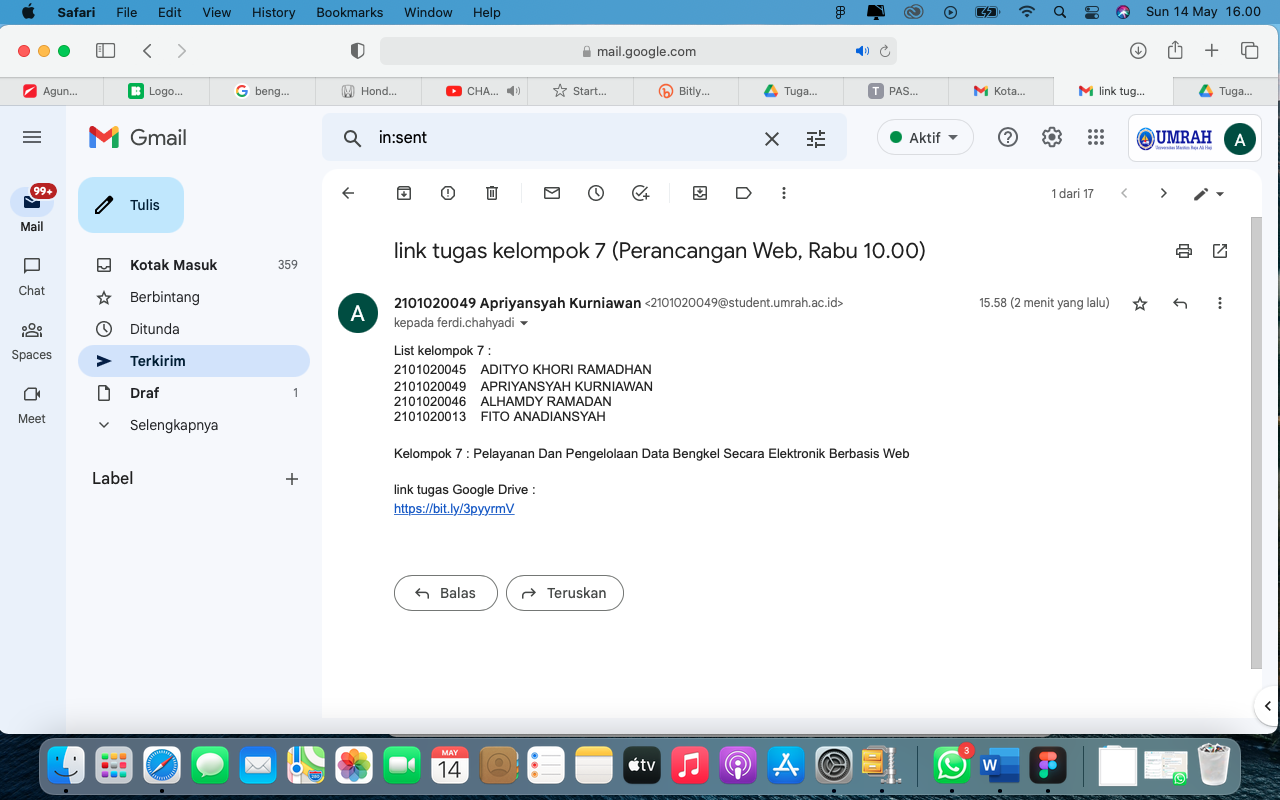 Safari File Edit View History Bookmarks Window Help Sun 14 May 16.00
mail.google.com
Agun... Logo... beng... Hond... CHA... Start... Bitly... Tuga... PAS... Kota... link tug... Tuga...
Gmail
in:sent
Aktif
UMRAH
A
99+
Mail
Chat
Spaces
Meet
Tulis
Kotak Masuk 359
Berbintang
Ditunda
Terkirim
Draf 1
Selengkapnya
Label
1 dari 17
link tugas kelompok 7 (Perancangan Web, Rabu 10.00)
A
2101020049 Apriyansyah Kurniawan <2101020049@student.umrah.ac.id> 15.58 (2 menit yang lalu)
kepada ferdi.chahyadi
List kelompok 7 :
2101020045 ADITYO KHORI RAMADHAN
2101020049 APRIYANSYAH KURNIAWAN
2101020046 ALHAMDY RAMADAN
2101020013 FITO ANADIANSYAH
Kelompok 7 : Pelayanan Dan Pengelolaan Data Bengkel Secara Elektronik Berbasis Web
link tugas Google Drive :
https://bit.ly/3pyyrmV
Balas Teruskan
MAY
14
tv
3
W